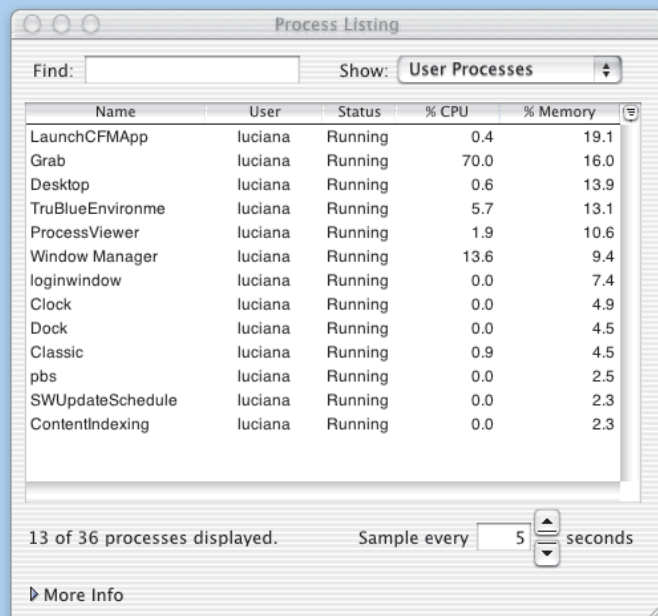 Process Listing
Find: Show: User Processes
Name User Status % CPU % Memory
LaunchCFMApp luciana Running 0.4 19.1
Grab luciana Running 70.0 16.0
Desktop luciana Running 0.6 13.9
TruBlueEnvironme luciana Running 5.7 13.1
ProcessViewer luciana Running 1.9 10.6
Window Manager luciana Running 13.6 9.4
loginwindow luciana Running 0.0 7.4
Clock luciana Running 0.0 4.9
Dock luciana Running 0.0 4.5
Classic luciana Running 0.9 4.5
pbs luciana Running 0.0 2.5
SWUpdateSchedule luciana Running 0.0 2.3
ContentIndexing luciana Running 0.0 2.3
13 of 36 processes displayed. Sample every 5 seconds
More Info